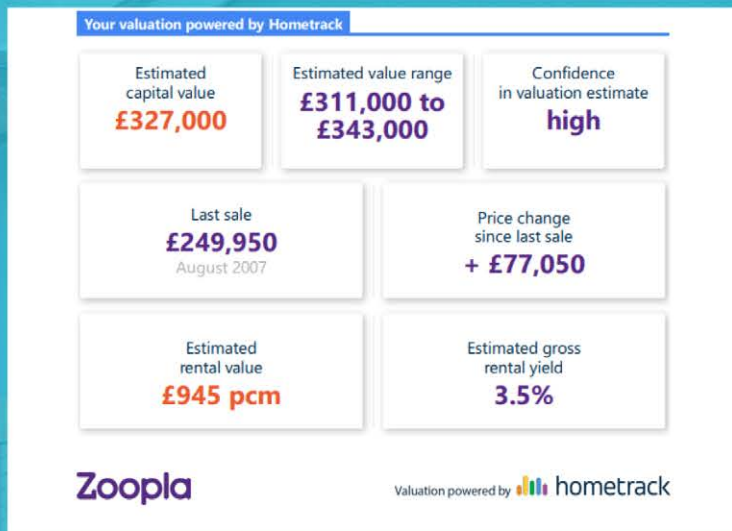 Your valuation powered by Hometrack
Estimated
capital value
£327,000
Estimated value range
£311,000 to
£343,000
Confidence
in valuation estimate
high
Last sale
£249,950
August 2007
Price change
since last sale
+ £77,050
Estimated
rental value
£945 pcm
Estimated gross
rental yield
3.5%
Zoopla
Valuation powered by hometrack